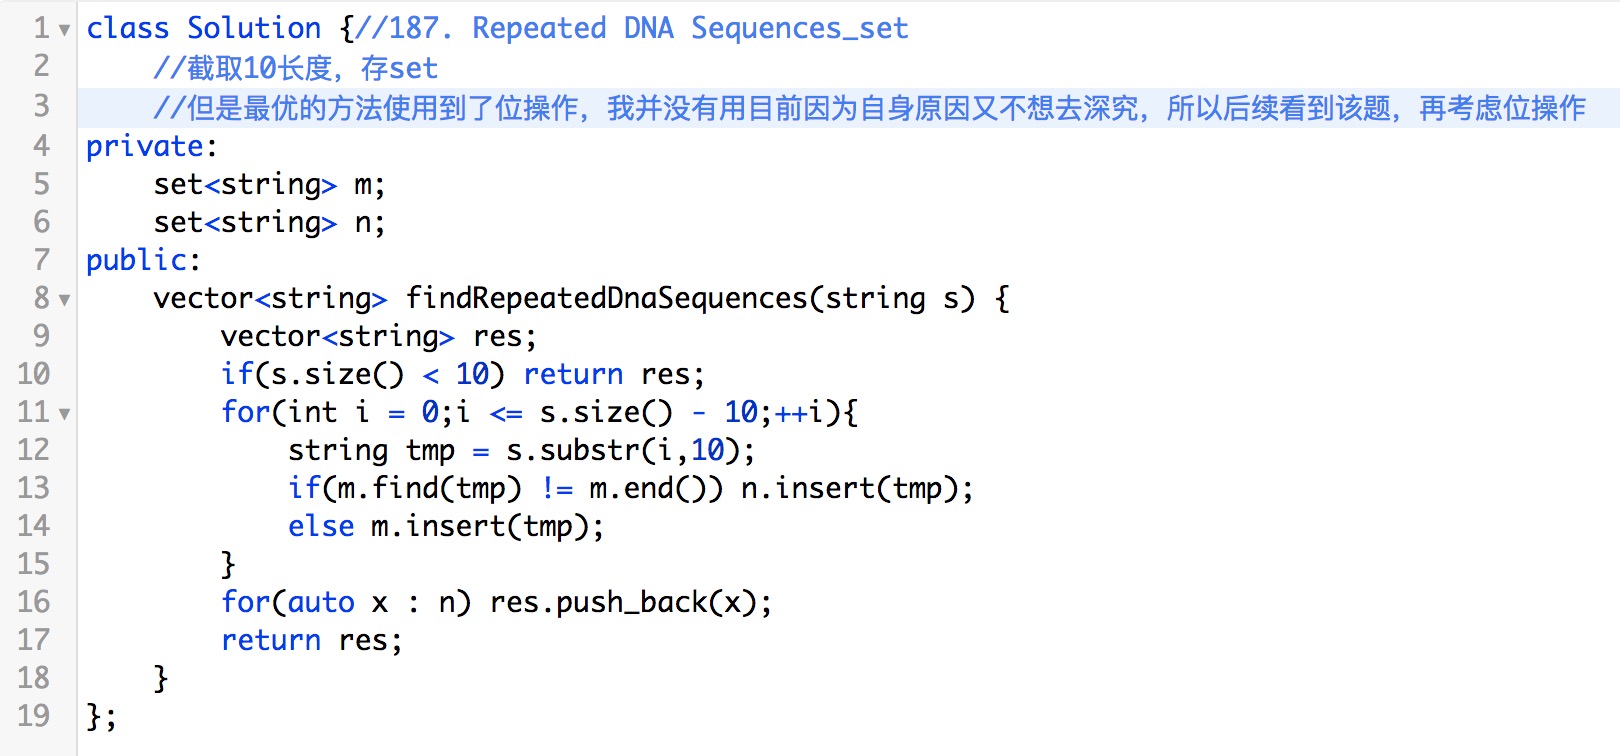 1 class Solution {//187. Repeated DNA Sequences_set
2     //截取10长度，存set
3     //但是最优的方法使用到了位操作，我并没有用目前因为自身原因又不想去深究，所以后续看到该题，再考虑位操作
4 private:
5     set<string> m;
6     set<string> n;
7 public:
8     vector<string> findRepeatedDnaSequences(string s) {
9         vector<string> res;
10         if(s.size() < 10) return res;
11         for(int i = 0;i <= s.size() - 10;++i){
12             string tmp = s.substr(i,10);
13             if(m.find(tmp) != m.end()) n.insert(tmp);
14             else m.insert(tmp);
15         }
16         for(auto x : n) res.push_back(x);
17         return res;
18     }
19 };